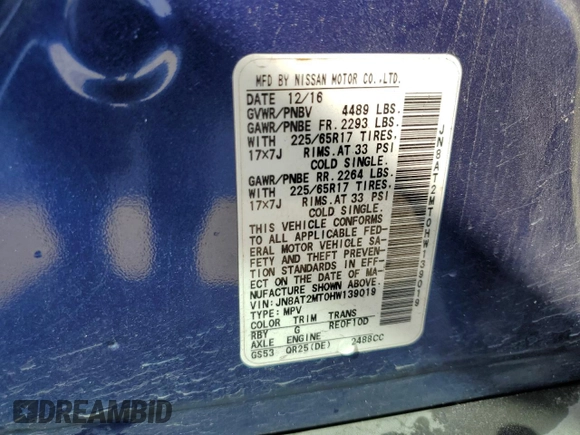 MFD BY NISSAN MOTOR CO.,LTD.
DATE 12/16
GVWR/PNBV 4489 LBS.
GAWR/PNBE FR. 2293 LBS.
WITH 225/65R17 TIRES.
17X7J RIMS.AT 33 PSI
COLD SINGLE.
GAWR/PNBE RR. 2264 LBS.
WITH 225/65R17 TIRES.
17X7J RIMS.AT 33 PSI
COLD SINGLE.
THIS VEHICLE CONFORMS
TO ALL APPLICABLE FED-
ERAL MOTOR VEHICLE SA-
FETY AND THEFT PREVENTION
STANDARDS IN EFFECT
ON THE DATE OF MA-
NUFACTURE SHOWN ABOVE.
VIN: JN8AT2MT0HW139019
TYPE: MPV
COLOR TRIM TRANS
RBY G RE0F10D
AXLE ENGINE
GS53 QR25(DE) 2488CC
JN8AT2MT0HW139019
DREAMBID